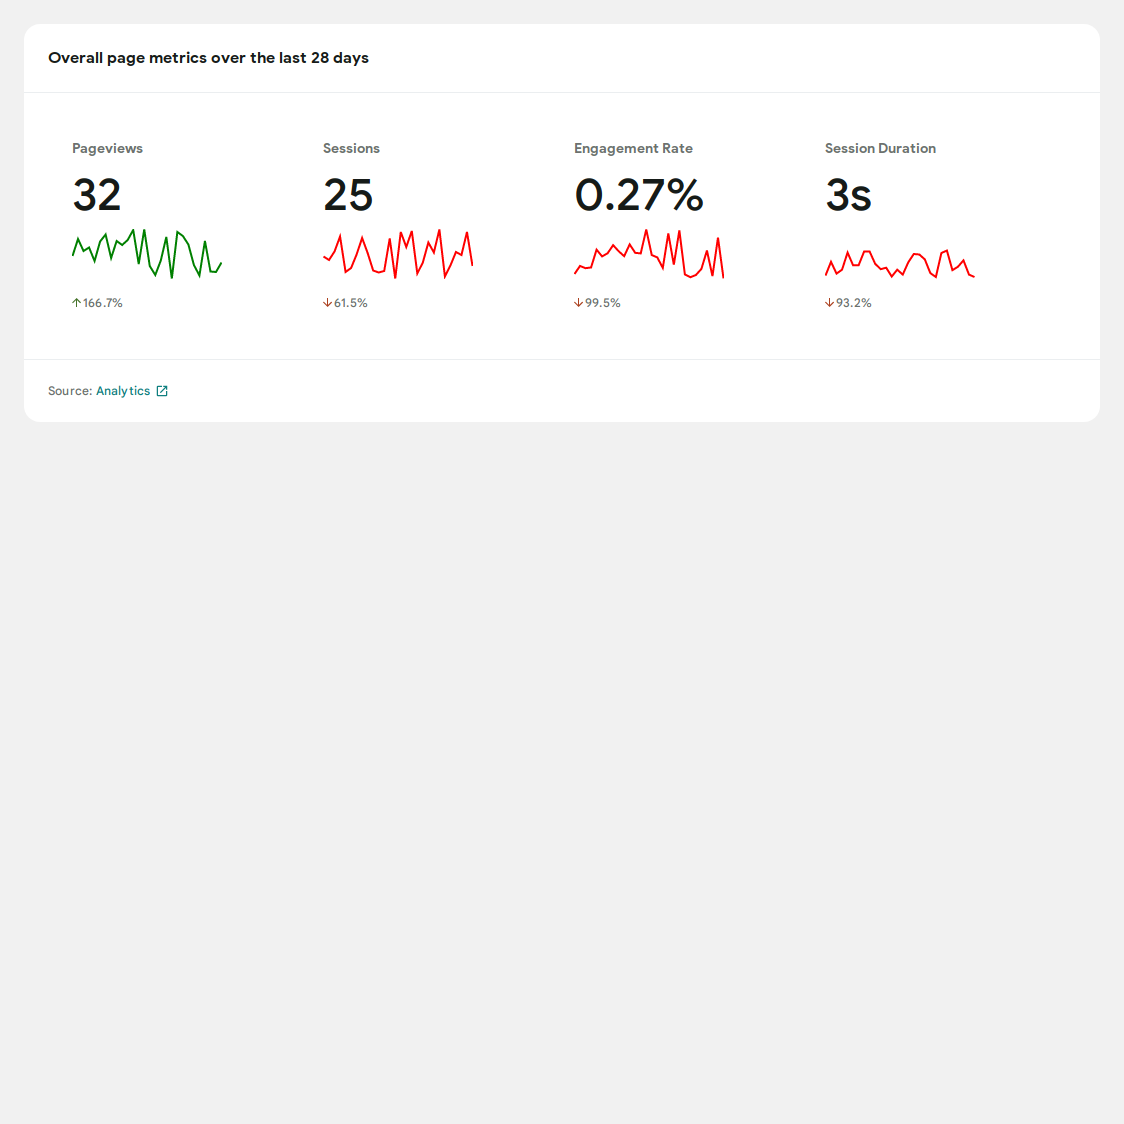 Overall page metrics over the last 28 days
Pageviews
32
166.7%
Sessions
25
61.5%
Engagement Rate
0.27%
99.5%
Session Duration
3s
93.2%
Source: Analytics